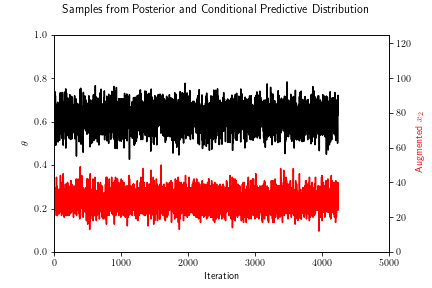 Samples from Posterior and Conditional Predictive Distribution
1.0
0.8
0.6
0.4
0.2
0.0
θ
120
100
80
60
40
20
0
Augmented x₂
0 1000 2000 3000 4000 5000
Iteration